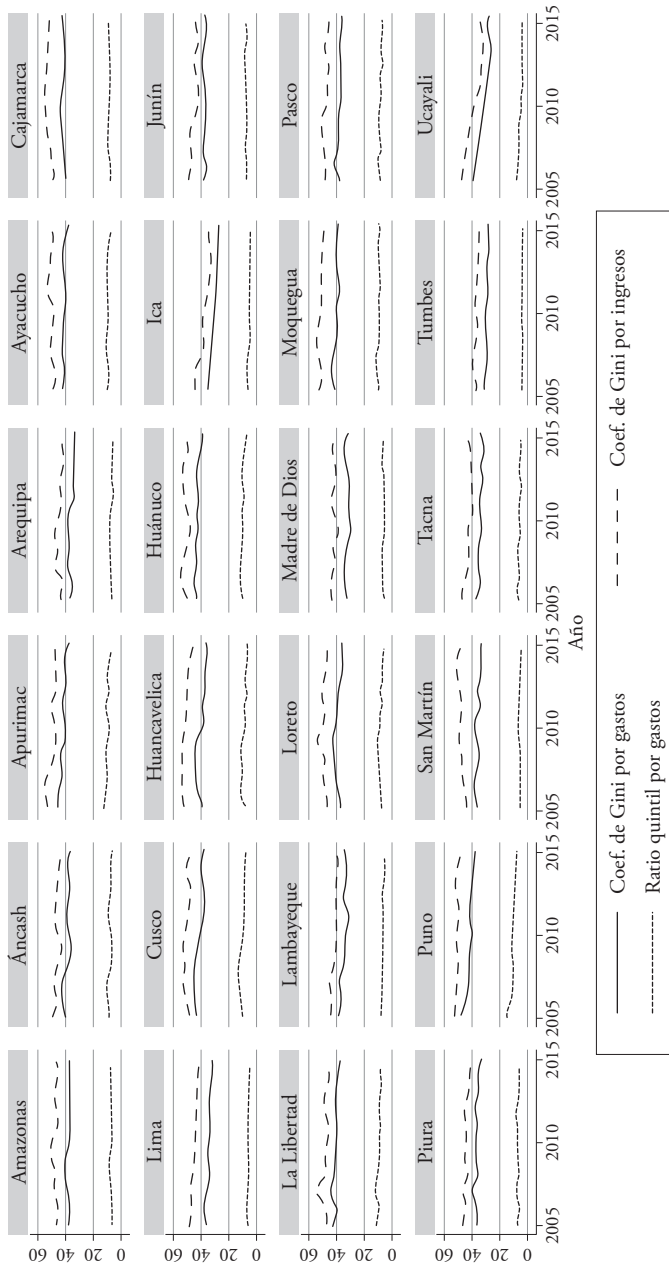 Amazonas Áncash Apurimac Arequipa Ayacucho Cajamarca
60
40
20
0
Lima Cusco Huancavelica Huánuco Ica Junín
60
40
20
0
La Libertad Lambayeque Loreto Madre de Dios Moquegua Pasco
60
40
20
0
Piura Puno San Martín Tacna Tumbes Ucayali
60
40
20
0
2005 2010 2015 2005 2010 2015 2005 2010 2015 2005 2010 2015 2005 2010 2015 2005 2010 2015
Año
Coef. de Gini por gastos Coef. de Gini por ingresos
Ratio quintil por gastos